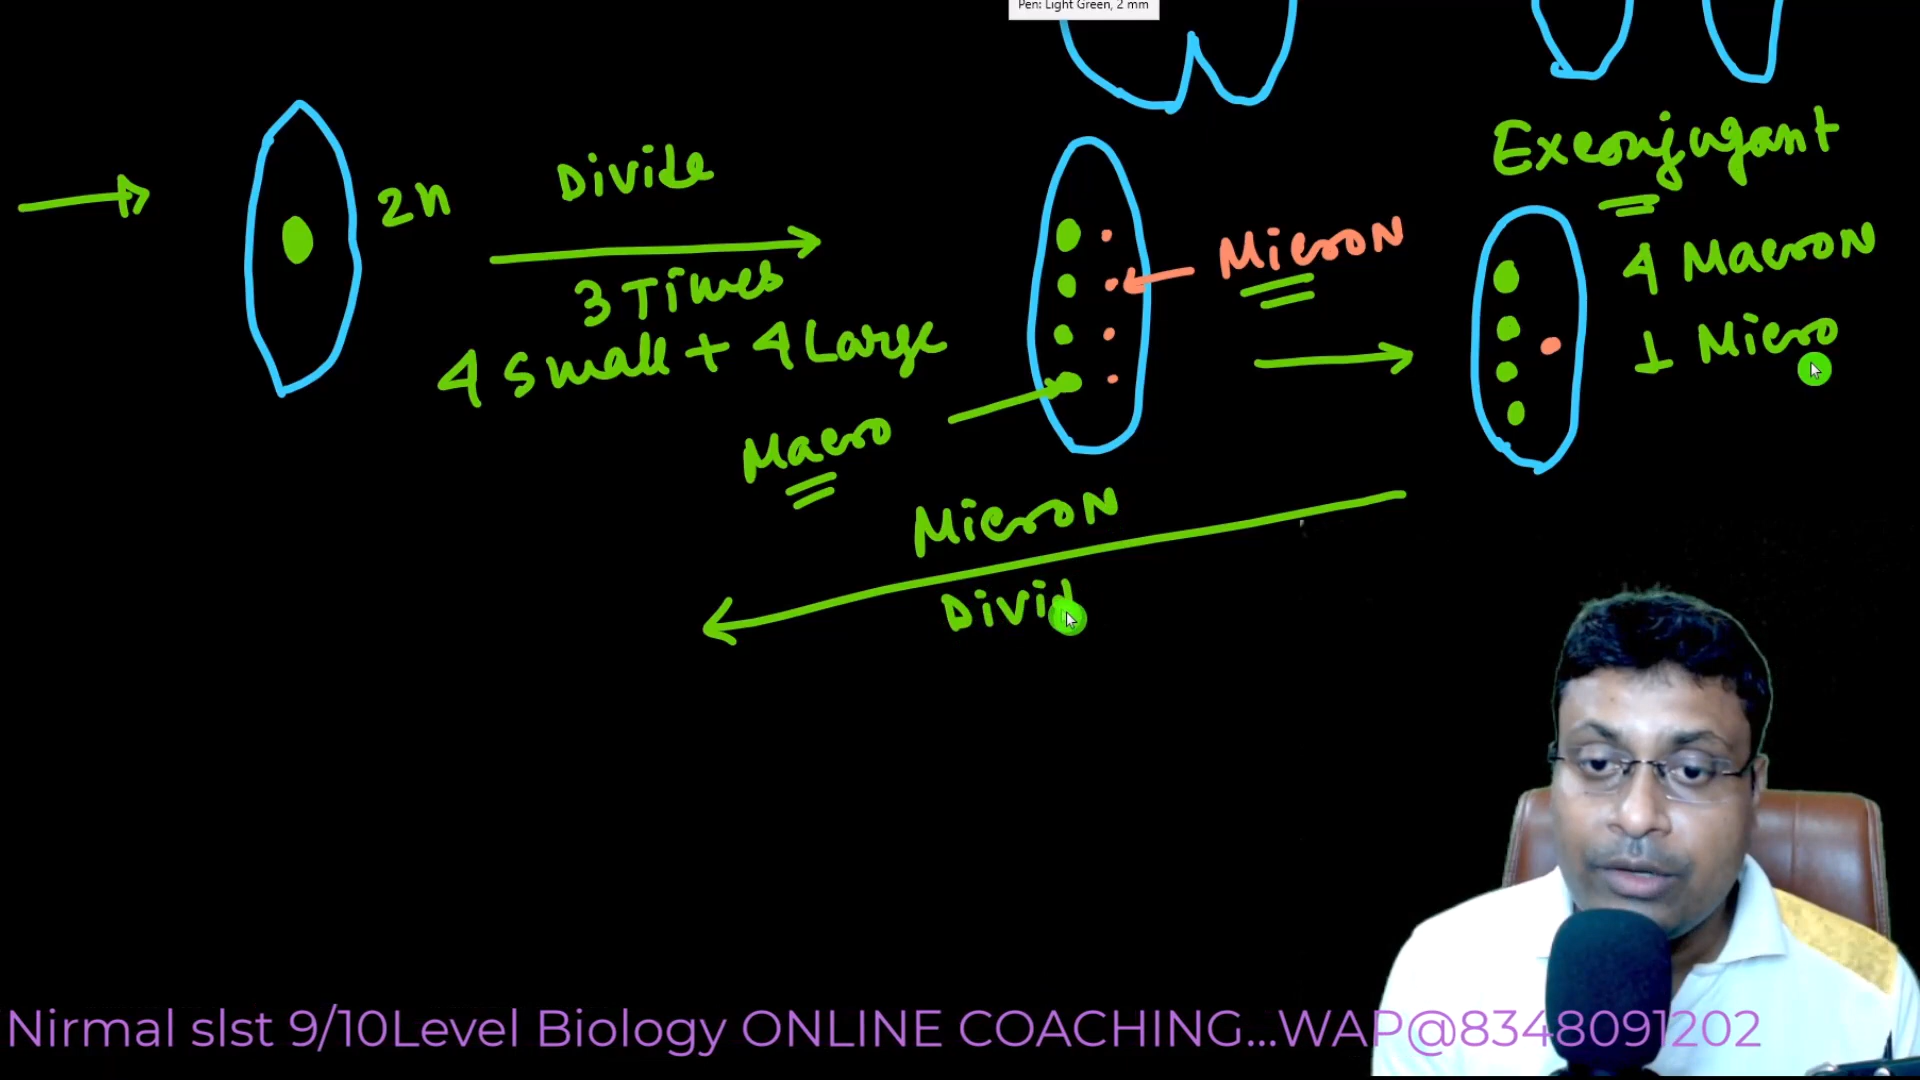 Pen: Light Green, 2 mm
Exconjugant
2n
Divide
3 Times
4 Small + 4 Large
MicroN
4 MacroN
1 Micro
Macro
MicroN
Divid
Nirmal slst 9/10Level Biology ONLINE COACHING...WAP@8348091202